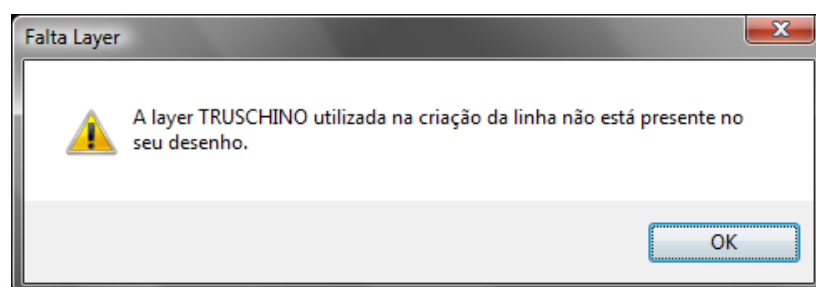 Falta Layer
A layer TRUSCHINO utilizada na criação da linha não está presente no
seu desenho.
OK